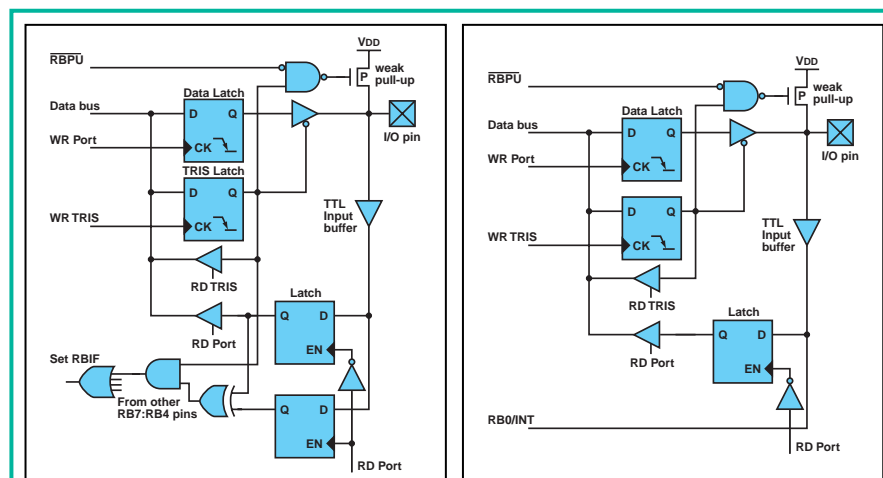 VDD
RBPU
P
weak
pull-up
Data bus
Data Latch
D
Q
I/O pin
WR Port
CK
TRIS Latch
D
Q
TTL
Input
buffer
WR TRIS
CK
RD TRIS
Latch
Q
D
RD Port
EN
Set RBIF
From other
RB7:RB4 pins
Q
D
EN
RD Port
VDD
RBPU
P
weak
pull-up
Data Latch
Data bus
D
Q
I/O pin
WR Port
CK
D
Q
TTL
Input
buffer
WR TRIS
CK
RD TRIS
Latch
Q
D
RD Port
EN
RB0/INT
RD Port